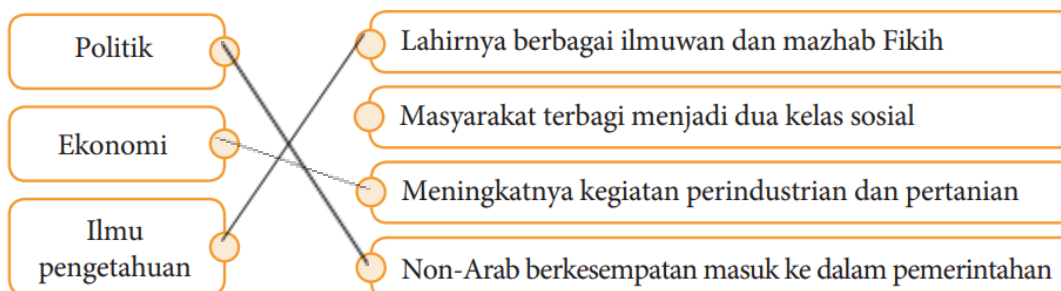 Politik
Ekonomi
Ilmu
pengetahuan
Lahirnya berbagai ilmuwan dan mazhab Fikih
Masyarakat terbagi menjadi dua kelas sosial
Meningkatnya kegiatan perindustrian dan pertanian
Non-Arab berkesempatan masuk ke dalam pemerintahan